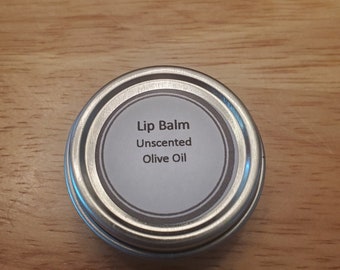 Lip Balm
Unscented
Olive Oil